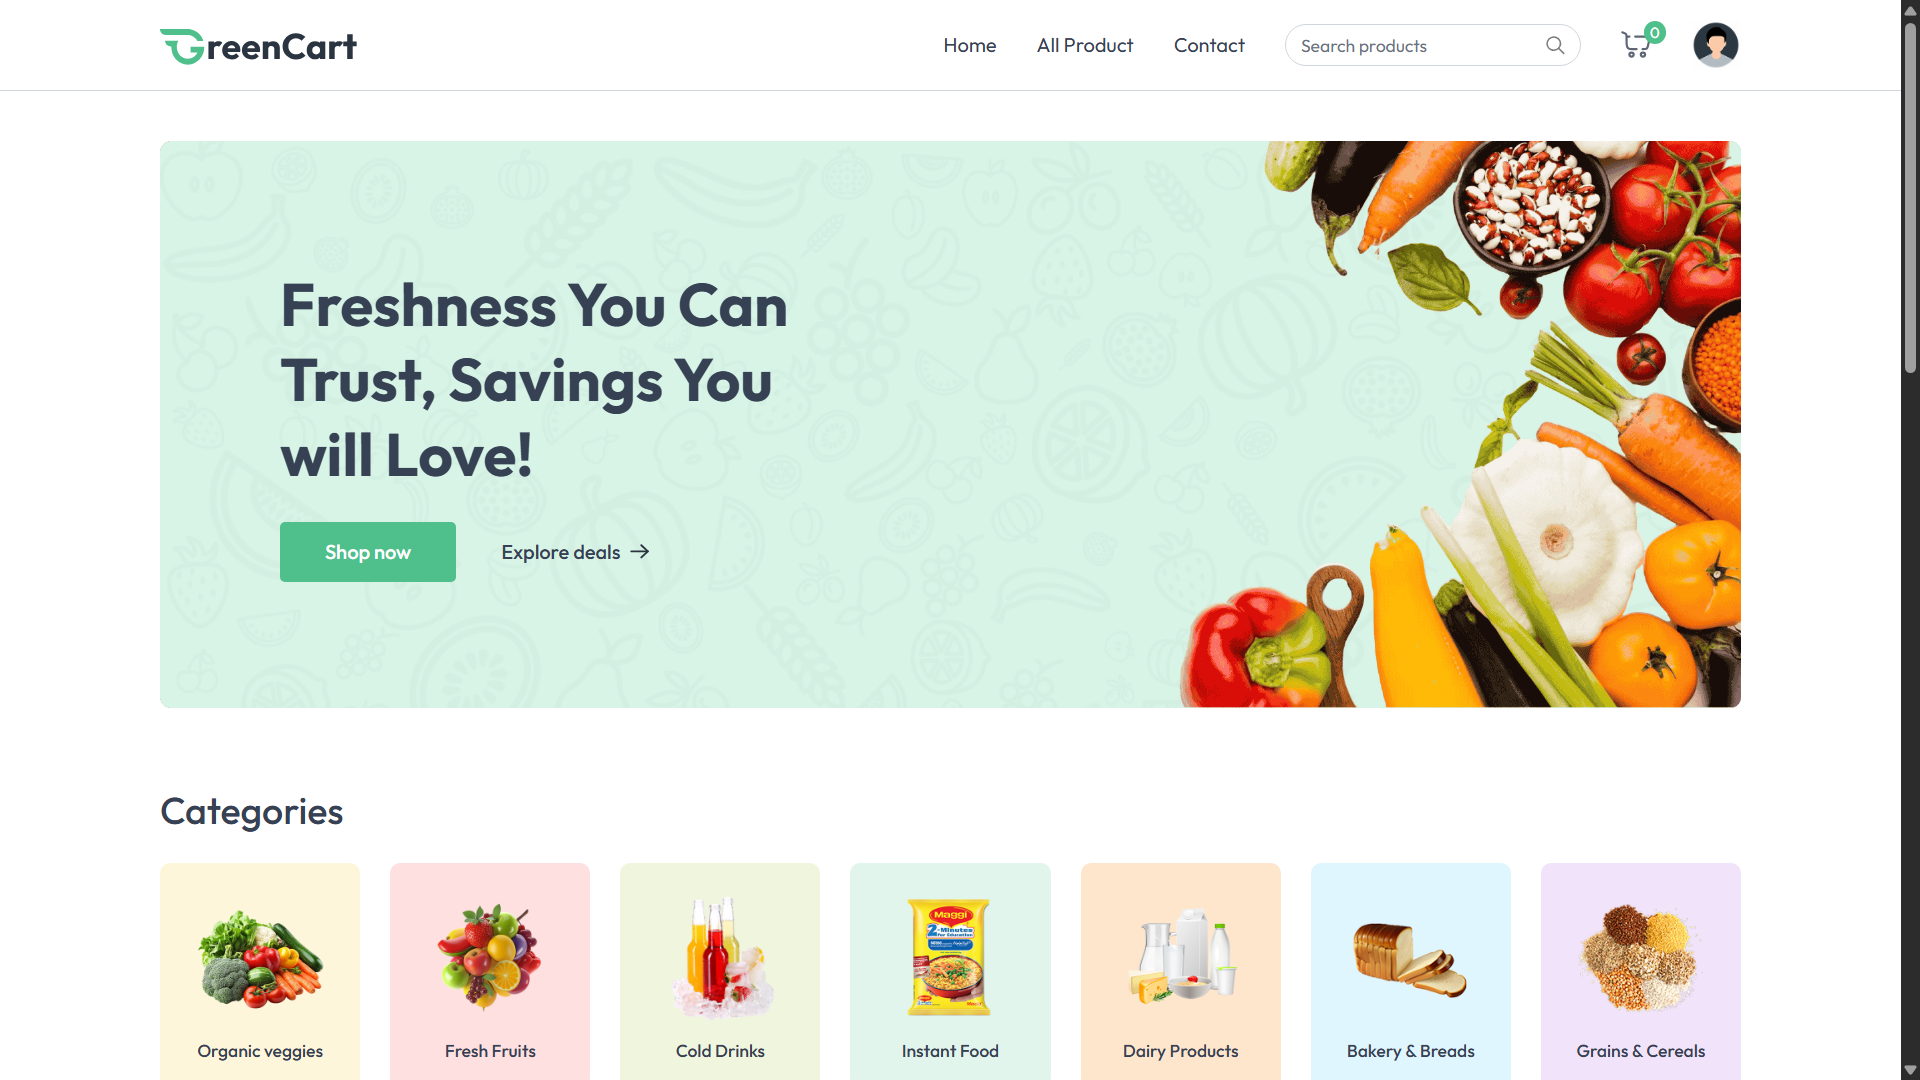 GreenCart
Home
All Product
Contact
Search products
0
Freshness You Can
Trust, Savings You
will Love!
Shop now
Explore deals
Categories
Maggi
2-Minutes
for Education
Organic veggies
Fresh Fruits
Cold Drinks
Instant Food
Dairy Products
Bakery & Breads
Grains & Cereals